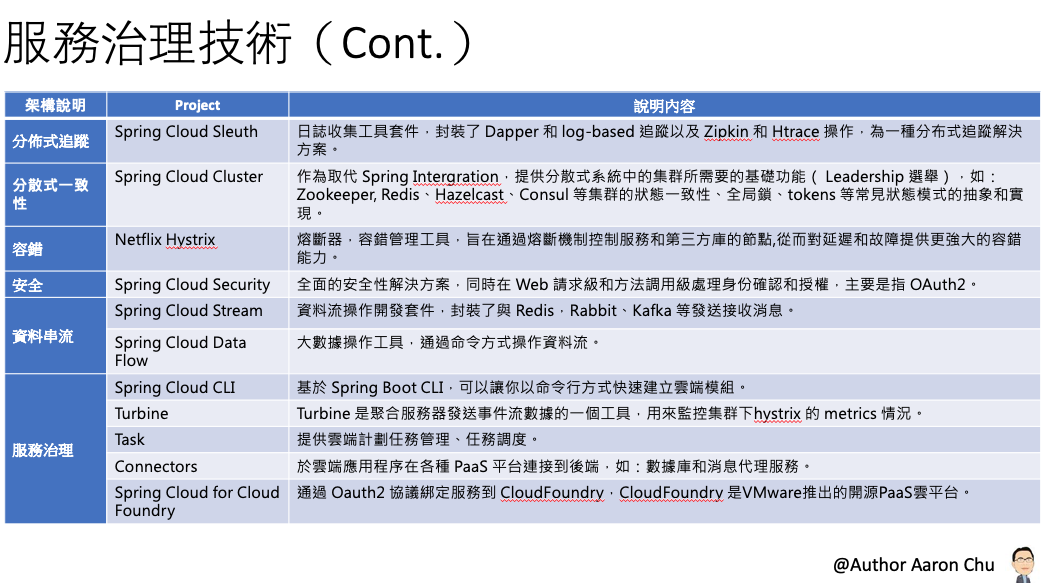 服務治理技術（Cont.）
架構說明 Project 說明內容
分佈式追蹤 Spring Cloud Sleuth 日誌收集工具套件，封裝了 Dapper 和 log-based 追蹤以及 Zipkin 和 Htrace 操作，為一種分布式追蹤解決
方案。
分散式一致
性 Spring Cloud Cluster 作為取代 Spring Intergration，提供分散式系統中的集群所需要的基礎功能（ Leadership 選舉），如：
Zookeeper, Redis、Hazelcast、Consul 等集群的狀態一致性、全局鎖、tokens 等常見狀態模式的抽象和實
現。
容錯 Netflix Hystrix 熔斷器，容錯管理工具，旨在通過熔斷機制控制服務和第三方庫的節點,從而對延遲和故障提供更強大的容錯
能力。
安全 Spring Cloud Security 全面的安全性解決方案，同時在 Web 請求級和方法調用級處理身份確認和授權，主要是指 OAuth2。
資料串流 Spring Cloud Stream 資料流操作開發套件，封裝了與 Redis，Rabbit、Kafka 等發送接收消息。
Spring Cloud Data
Flow 大數據操作工具，通過命令方式操作資料流。
服務治理 Spring Cloud CLI 基於 Spring Boot CLI，可以讓你以命令行方式快速建立雲端模組。
Turbine Turbine 是聚合服務器發送事件流數據的一個工具，用來監控集群下hystrix 的 metrics 情況。
Task 提供雲端計劃任務管理、任務調度。
Connectors 於雲端應用程序在各種 PaaS 平台連接到後端，如：數據庫和消息代理服務。
Spring Cloud for Cloud
Foundry 通過 Oauth2 協議綁定服務到 CloudFoundry，CloudFoundry 是VMware推出的開源PaaS雲平台。
@Author Aaron Chu